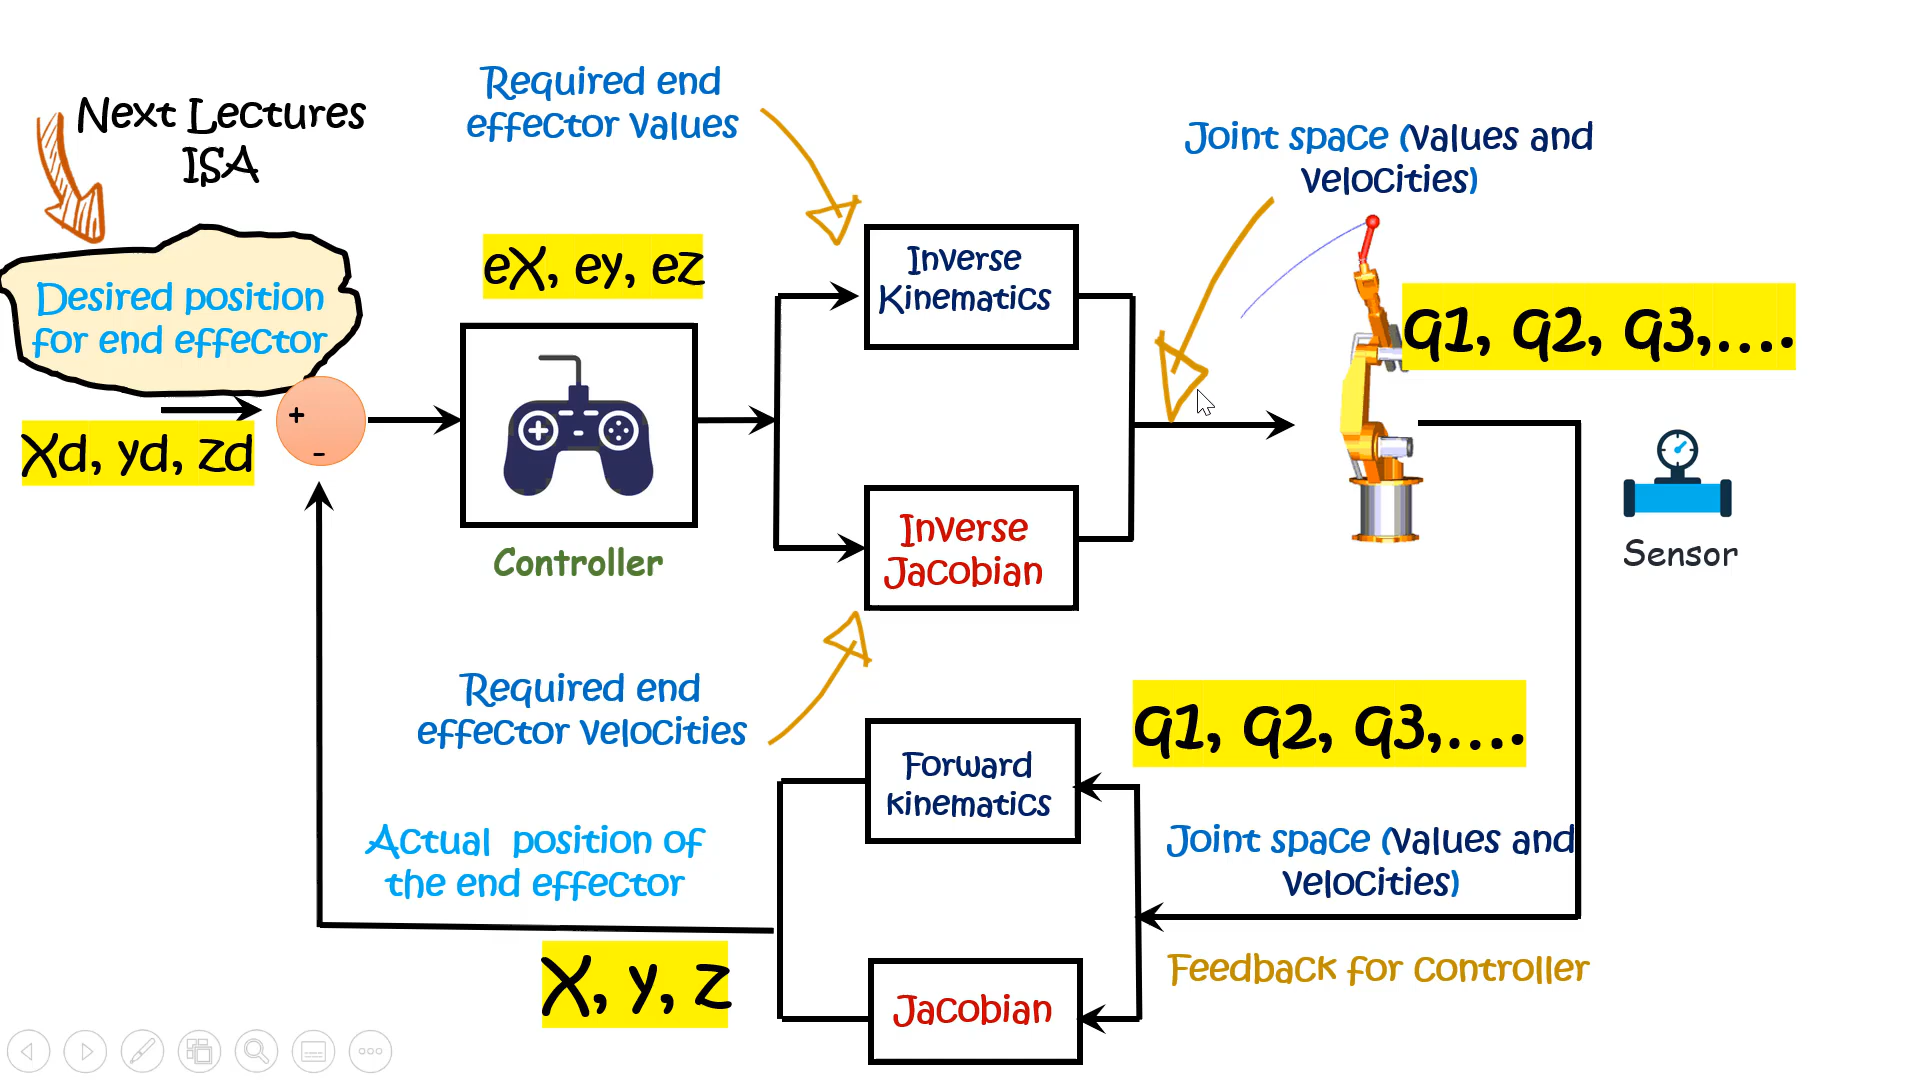 Next Lectures
ISA
Required end
effector values
Joint space (values and
velocities)
Desired position
for end effector
eX, ey, ez
Inverse
Kinematics
q1, q2, q3,....
+
-
Xd, yd, zd
Controller
Inverse
Jacobian
Sensor
Required end
effector velocities
q1, q2, q3,....
Forward
kinematics
Actual  position of
the end effector
Joint space (values and
velocities)
X, y, z
Feedback for controller
Jacobian